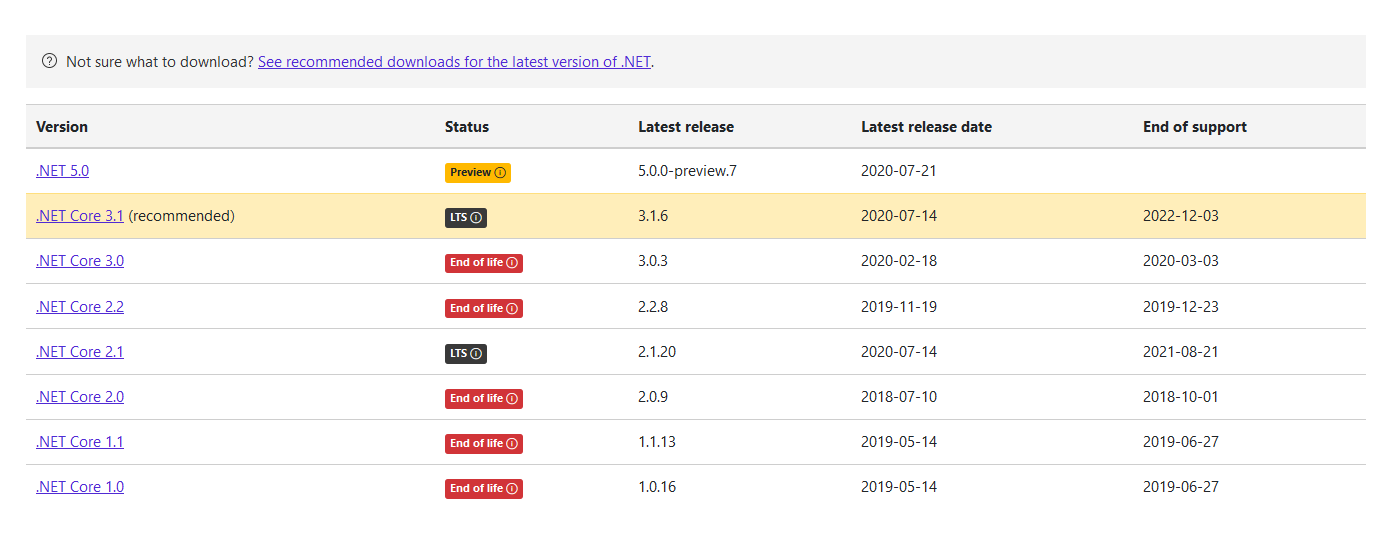 Not sure what to download? See recommended downloads for the latest version of .NET.
Version Status Latest release Latest release date End of support
.NET 5.0 Preview 5.0.0-preview.7 2020-07-21
.NET Core 3.1 (recommended) LTS 3.1.6 2020-07-14 2022-12-03
.NET Core 3.0 End of life 3.0.3 2020-02-18 2020-03-03
.NET Core 2.2 End of life 2.2.8 2019-11-19 2019-12-23
.NET Core 2.1 LTS 2.1.20 2020-07-14 2021-08-21
.NET Core 2.0 End of life 2.0.9 2018-07-10 2018-10-01
.NET Core 1.1 End of life 1.1.13 2019-05-14 2019-06-27
.NET Core 1.0 End of life 1.0.16 2019-05-14 2019-06-27